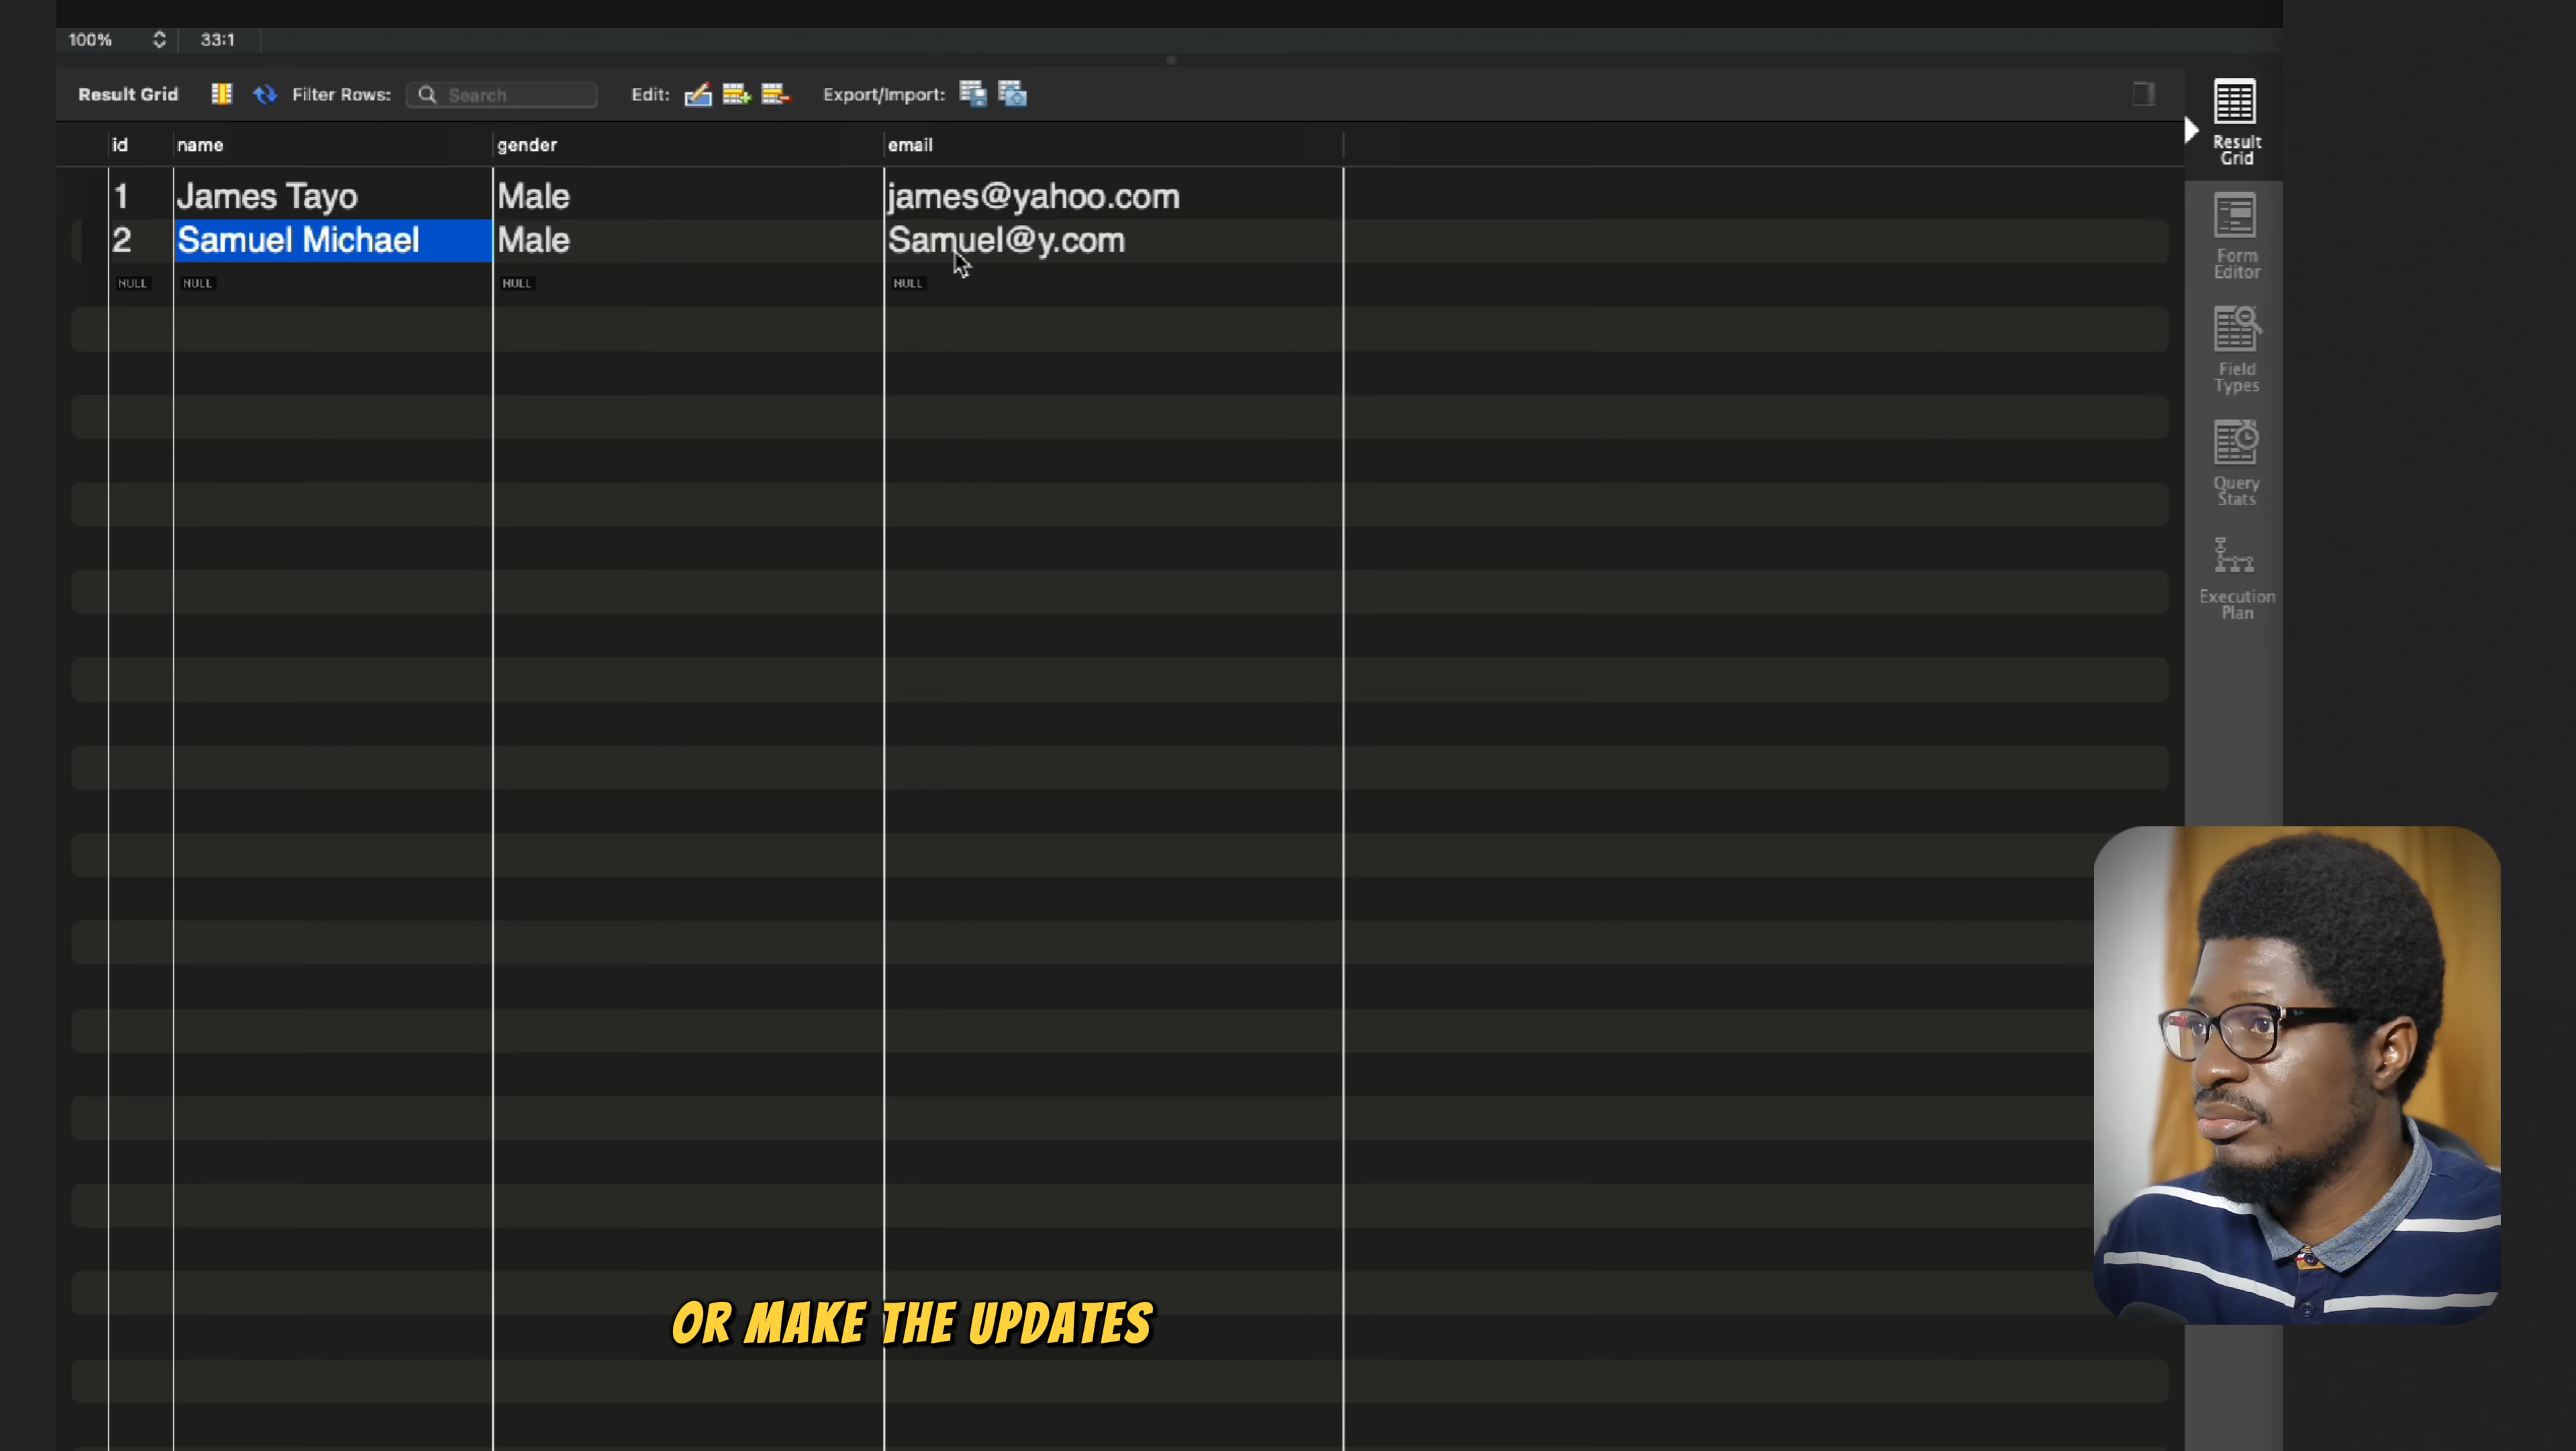 100% 33:1
Result Grid Filter Rows: Search Edit: Export/Import:
id name gender email
1 James Tayo Male james@yahoo.com
2 Samuel Michael Male Samuel@y.com
NULL NULL NULL NULL
Result
Grid
Form
Editor
Field
Types
Query
Stats
Execution
Plan
OR MAKE THE UPDATES